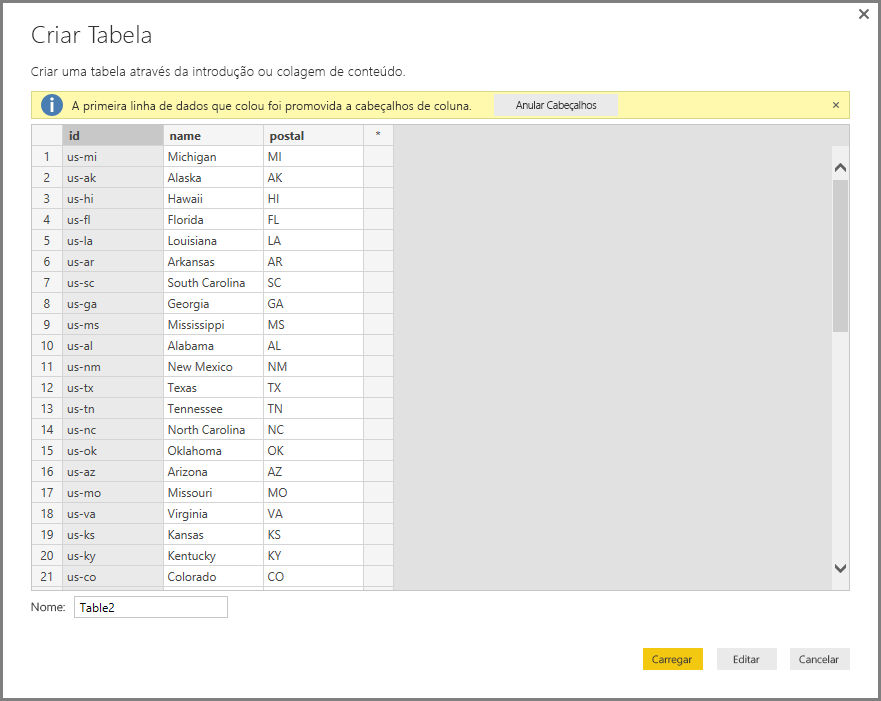 Criar Tabela
Criar uma tabela através da introdução ou colagem de conteúdo.
A primeira linha de dados que colou foi promovida a cabeçalhos de coluna. Anular Cabeçalhos
id name postal *
1 us-mi Michigan MI
2 us-ak Alaska AK
3 us-hi Hawaii HI
4 us-fl Florida FL
5 us-la Louisiana LA
6 us-ar Arkansas AR
7 us-sc South Carolina SC
8 us-ga Georgia GA
9 us-ms Mississippi MS
10 us-al Alabama AL
11 us-nm New Mexico NM
12 us-tx Texas TX
13 us-tn Tennessee TN
14 us-nc North Carolina NC
15 us-ok Oklahoma OK
16 us-az Arizona AZ
17 us-mo Missouri MO
18 us-va Virginia VA
19 us-ks Kansas KS
20 us-ky Kentucky KY
21 us-co Colorado CO
Nome: Table2
Carregar Editar Cancelar